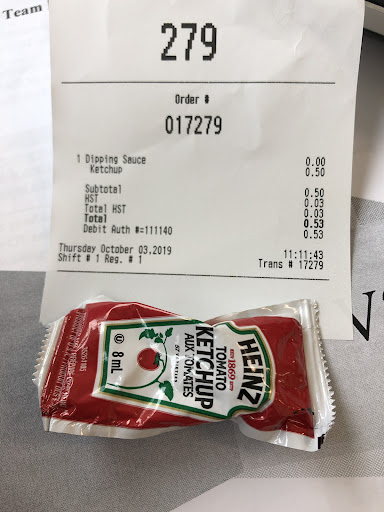 Team
279
Order #
017279
1 Dipping Sauce 0.00
Ketchup 0.50
Subtotal 0.50
HST 0.03
Total HST 0.03
Total 0.53
Debit Auth #=111140 0.53
Thursday October 03,2019 11:11:43
Shift # 1 Reg. # 1 Trans # 17279
HEINZ
EST 1869
TOMATO
KETCHUP
AUX TOMATES
8mL